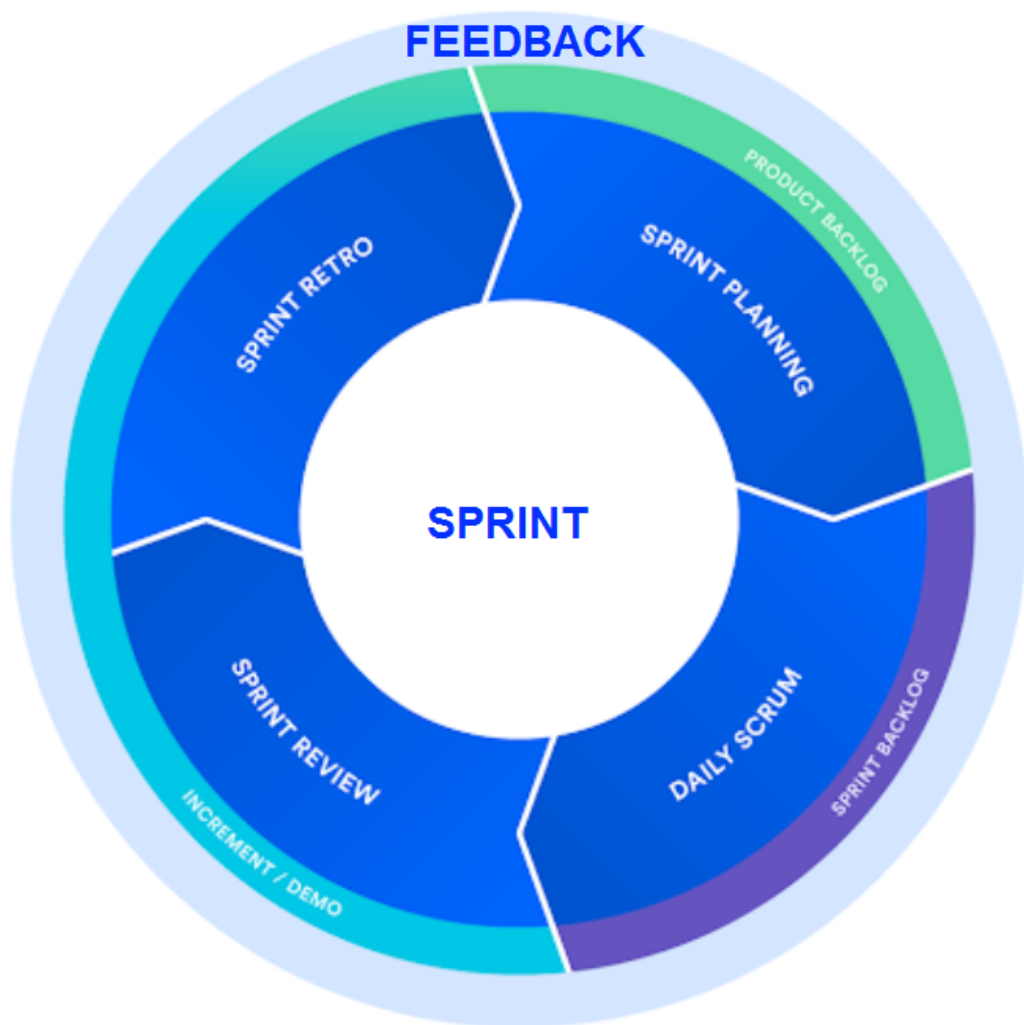 FEEDBACK
PRODUCT BACKLOG
SPRINT PLANNING
SPRINT RETRO
SPRINT
DAILY SCRUM
SPRINT BACKLOG
SPRINT REVIEW
INCREMENT / DEMO